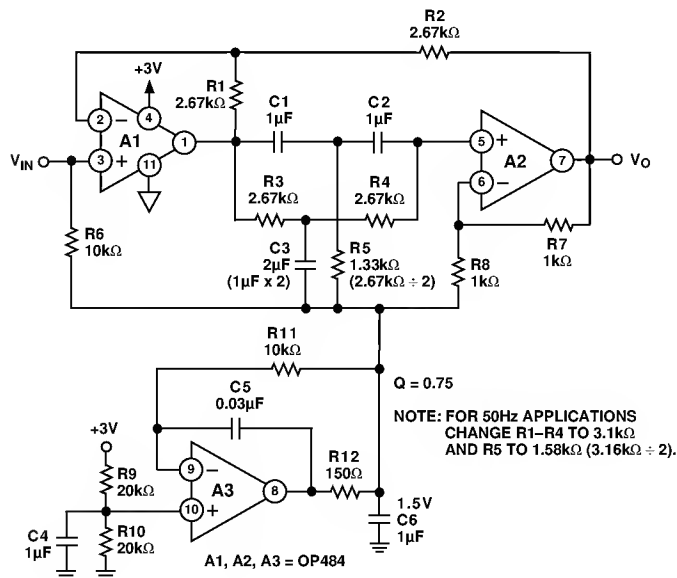 R2
2.67kΩ
+3V
R1
2.67kΩ
C1
1µF
C2
1µF
2
−
4
A1
1
VIN
3
+
11
5
+
A2
7
VO
6
−
R3
2.67kΩ
R4
2.67kΩ
R6
10kΩ
C3
2µF
(1µF x 2)
R5
1.33kΩ
(2.67kΩ ÷ 2)
R8
1kΩ
R7
1kΩ
R11
10kΩ
C5
0.03µF
Q = 0.75
NOTE: FOR 50Hz APPLICATIONS
CHANGE R1–R4 TO 3.1kΩ
AND R5 TO 1.58kΩ (3.16kΩ ÷ 2).
+3V
R9
20kΩ
9
−
A3
8
10
+
R12
150Ω
C4
1µF
R10
20kΩ
1.5V
C6
1µF
A1, A2, A3 = OP484